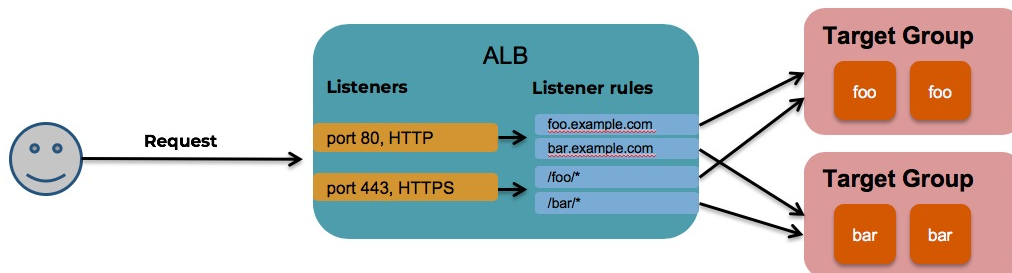 Request
ALB
Listeners
Listener rules
port 80, HTTP
port 443, HTTPS
foo.example.com
bar.example.com
/foo/*
/bar/*
Target Group
foo foo
Target Group
bar bar